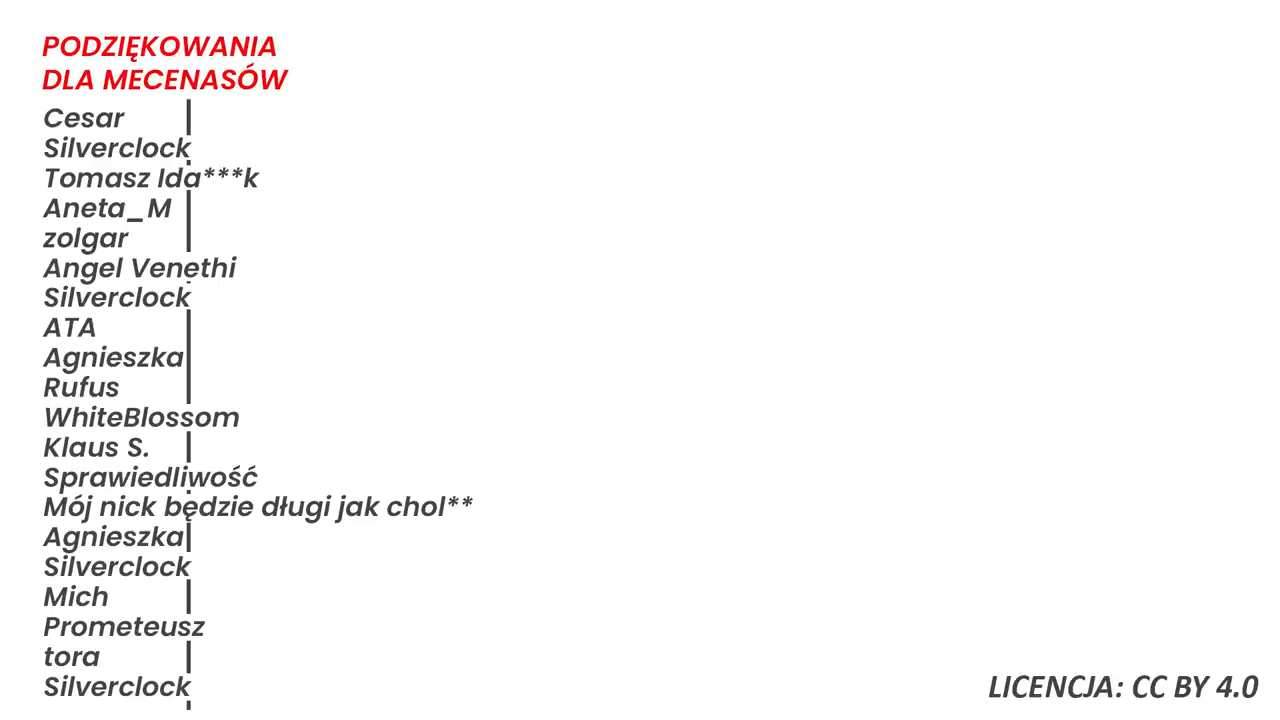 PODZIĘKOWANIA
DLA MECENASÓW
Cesar
Silverclock
Tomasz Ida***k
Aneta_M
zolgar
Angel Venethi
Silverclock
ATA
Agnieszka
Rufus
WhiteBlossom
Klaus S.
Sprawiedliwość
Mój nick będzie długi jak chol**
Agnieszka
Silverclock
Mich
Prometeusz
tora
Silverclock
LICENCJA: CC BY 4.0